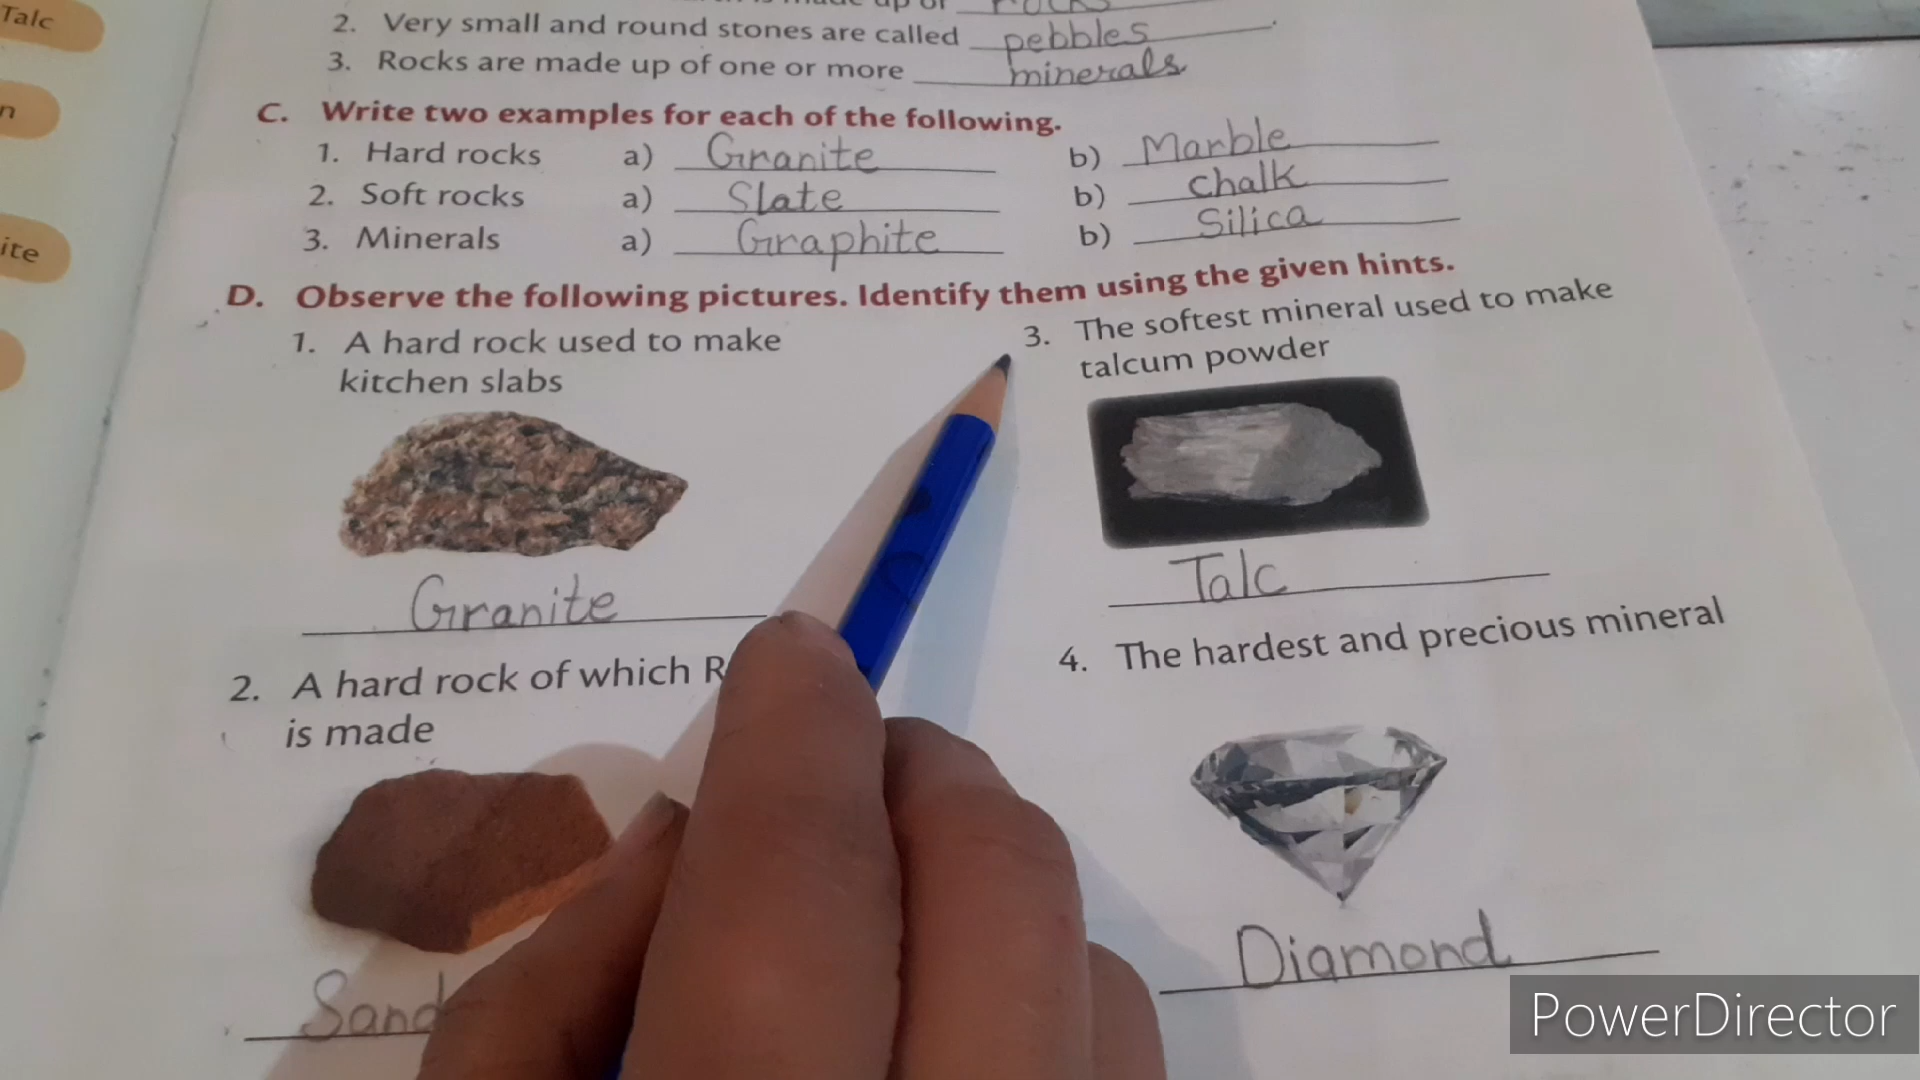 Talc
n
ite
2. Very small and round stones are called pebbles.
3. Rocks are made up of one or more minerals
C. Write two examples for each of the following.
1. Hard rocks a) Granite b) Marble
2. Soft rocks a) Slate b) chalk
3. Minerals a) Graphite b) Silica
D. Observe the following pictures. Identify them using the given hints.
1. A hard rock used to make
kitchen slabs
Granite
2. A hard rock of which R
is made
Sand
3. The softest mineral used to make
talcum powder
Talc
4. The hardest and precious mineral
Diamond
PowerDirector